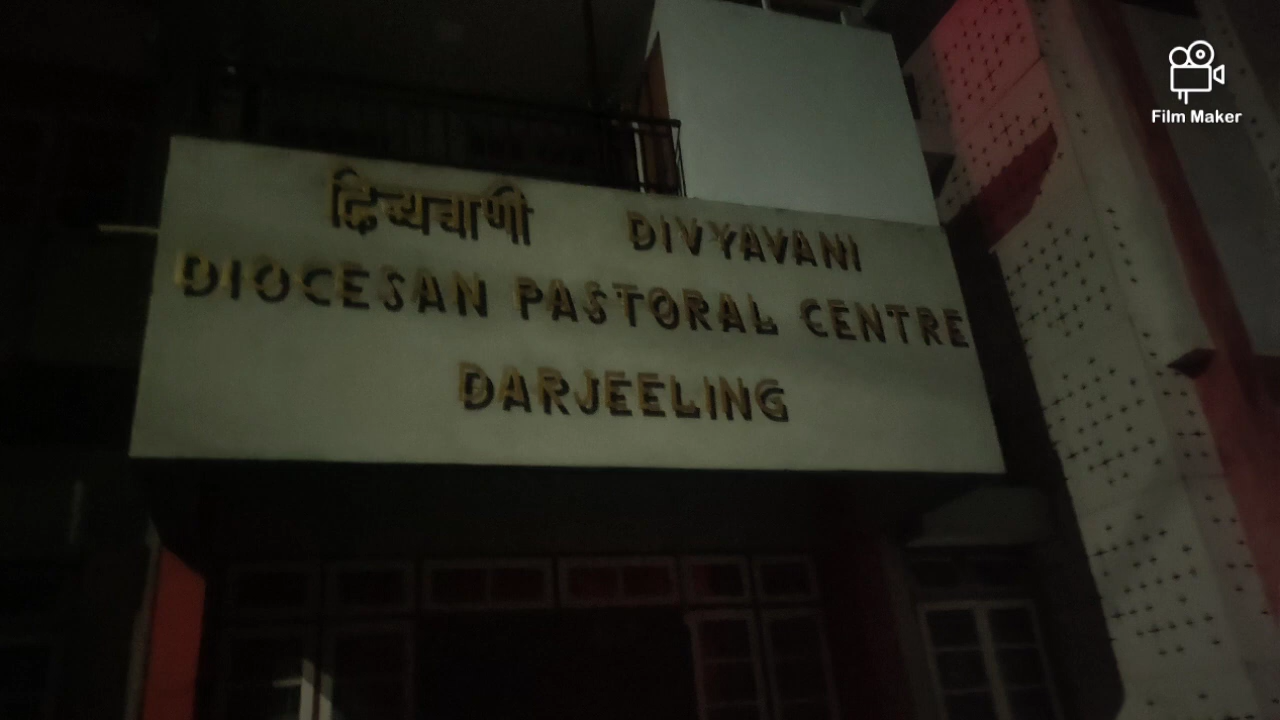 दिव्यवाणी DIVYAVANI
DIOCESAN PASTORAL CENTRE
DARJEELING
Film Maker